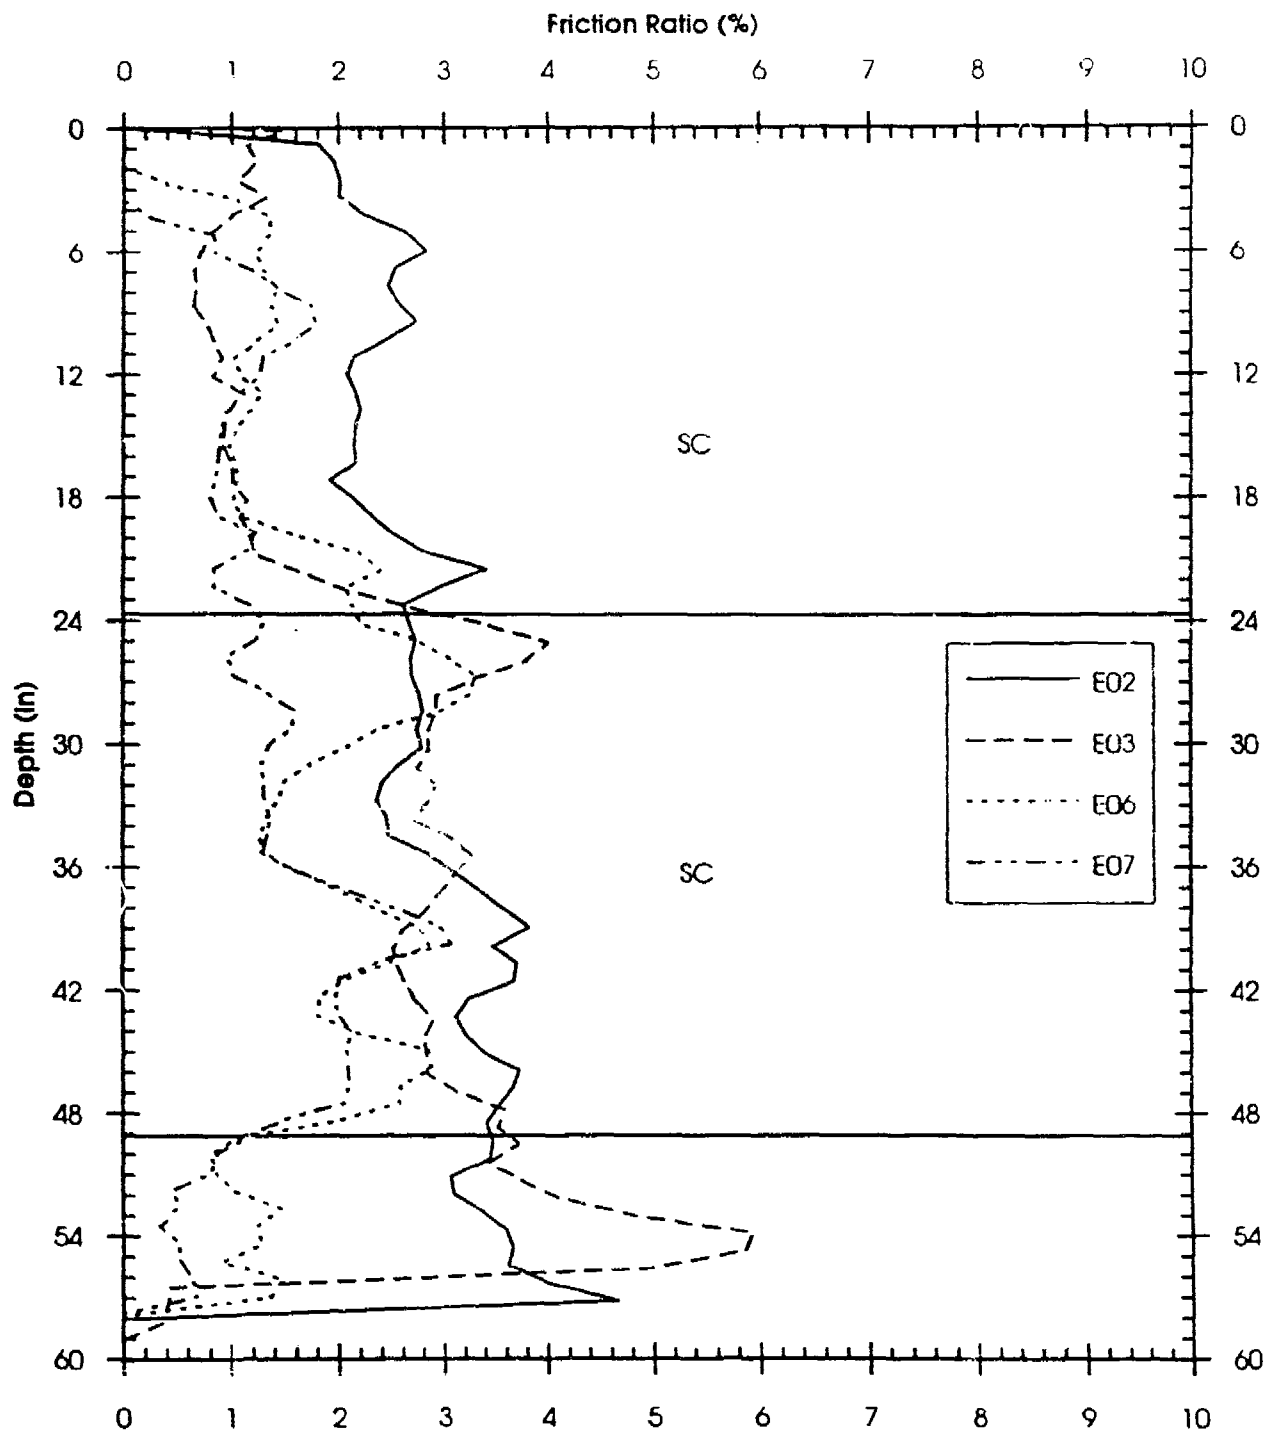 Friction Ratio (%)
0 1 2 3 4 5 6 7 8 9 10
0 0
6 6
12 12
SC
18 18
24 24
E02
Depth (in)
30 E03 30
E06
36 SC E07 36
42 42
48 48
54 54
60 60
0 1 2 3 4 5 6 7 8 9 10